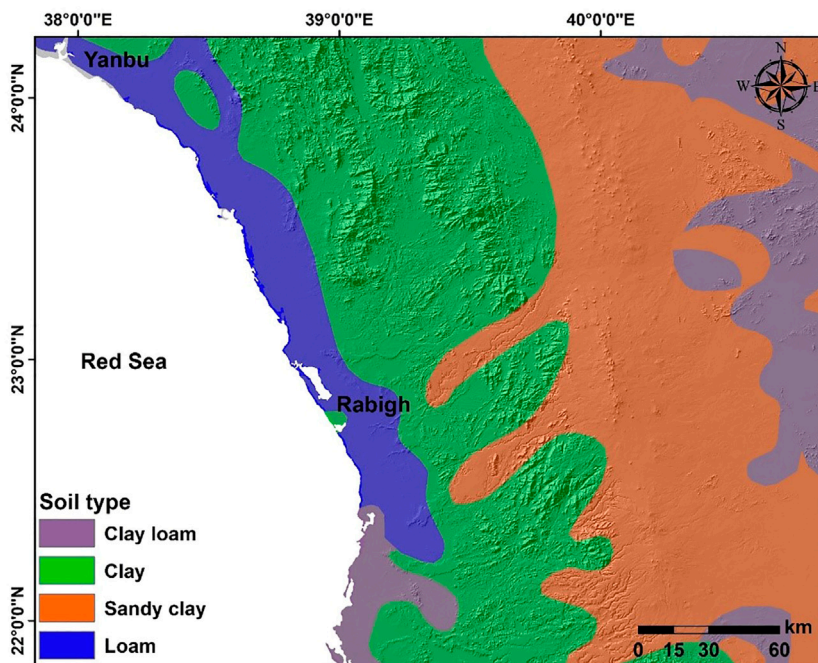 38°0'0"E 39°0'0"E 40°0'0"E
Yanbu
N
W E
S
24°0'0"N
23°0'0"N
Red Sea
Rabigh
22°0'0"N
Soil type
Clay loam
Clay
Sandy clay
Loam
km
0 15 30 60